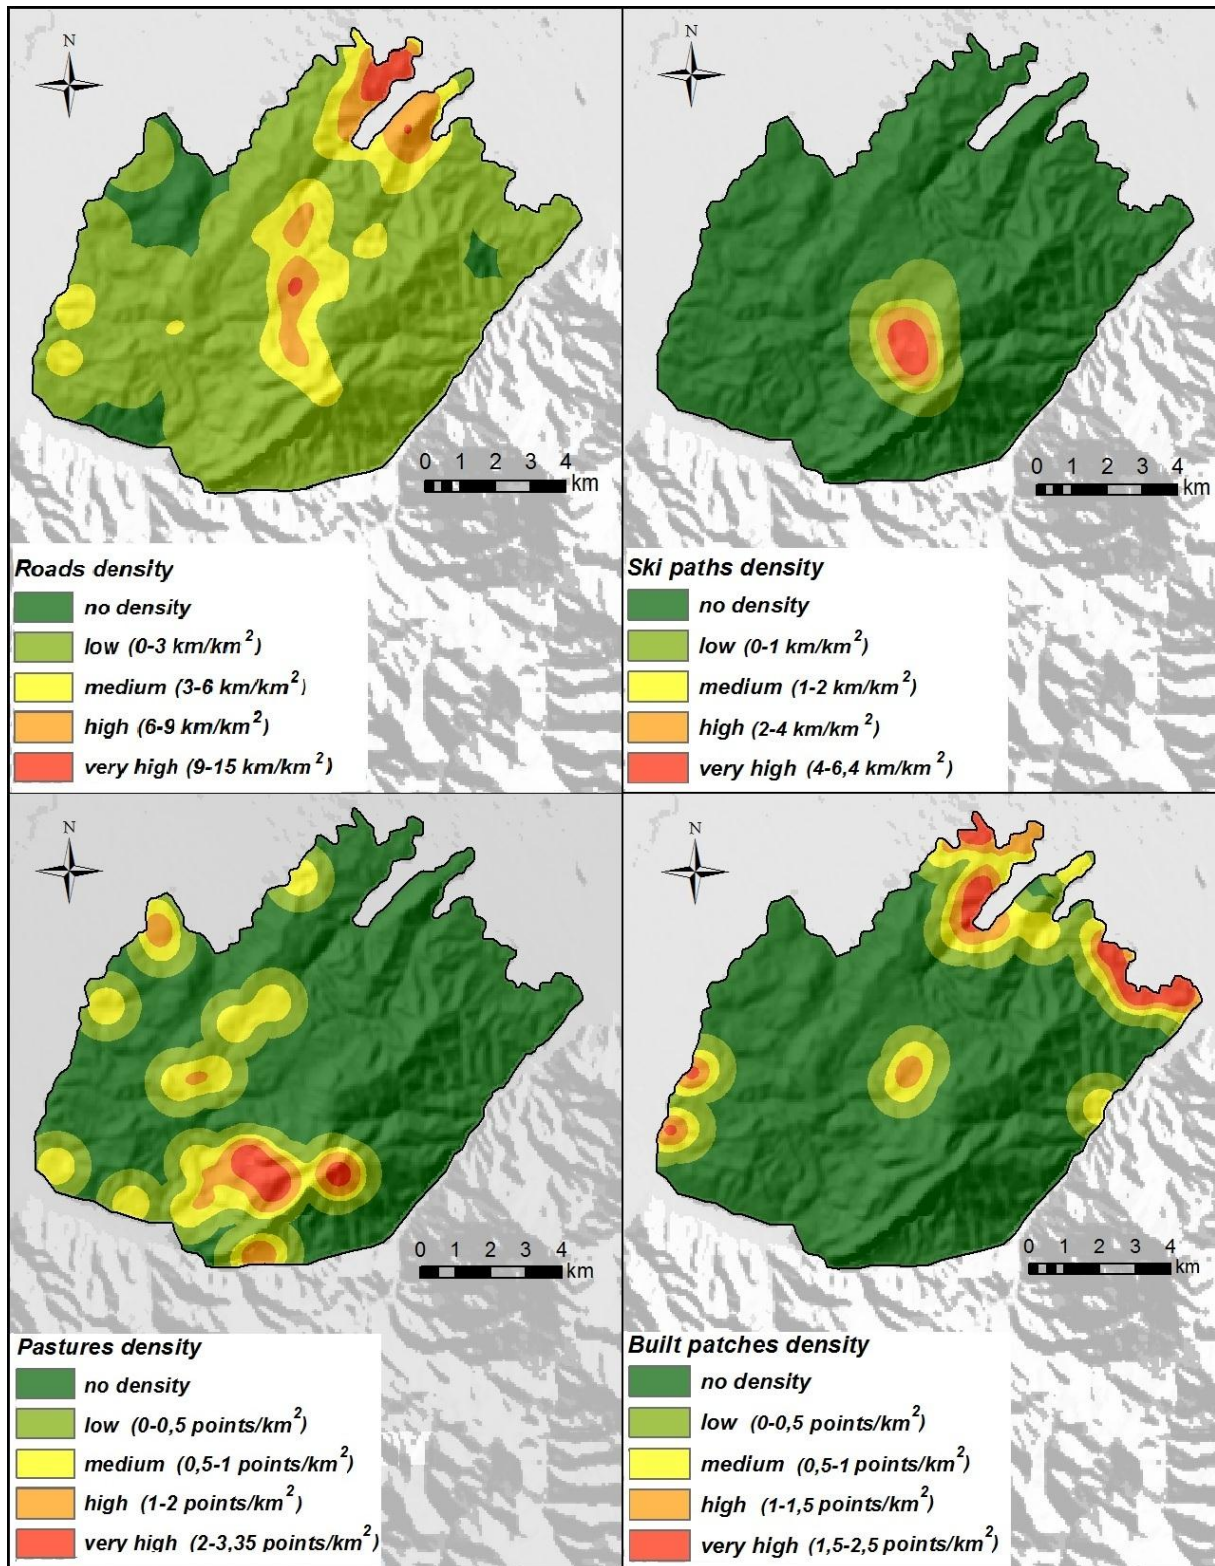 N
0 1 2 3 4
km
Roads density
no density
low (0-3 km/km²)
medium (3-6 km/km²)
high (6-9 km/km²)
very high (9-15 km/km²)
N
0 1 2 3 4
km
Ski paths density
no density
low (0-1 km/km²)
medium (1-2 km/km²)
high (2-4 km/km²)
very high (4-6,4 km/km²)
N
0 1 2 3 4
km
Pastures density
no density
low (0-0,5 points/km²)
medium (0,5-1 points/km²)
high (1-2 points/km²)
very high (2-3,35 points/km²)
N
0 1 2 3 4
km
Built patches density
no density
low (0-0,5 points/km²)
medium (0,5-1 points/km²)
high (1-1,5 points/km²)
very high (1,5-2,5 points/km²)